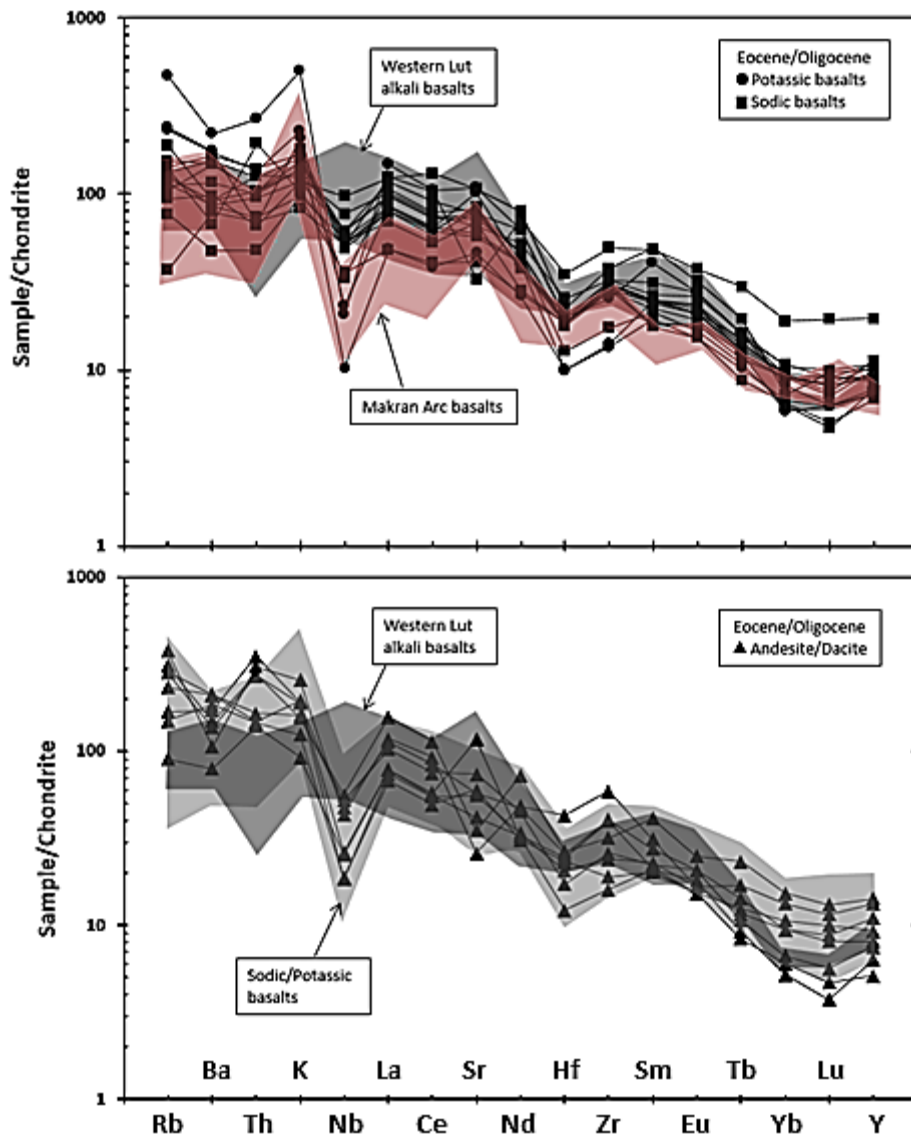 1000
Western Lut
alkali basalts
Eocene/Oligocene
Potassic basalts
Sodic basalts
100
Sample/Chondrite
10
Makran Arc basalts
1
1000
Western Lut
alkali basalts
Eocene/Oligocene
Andesite/Dacite
100
Sample/Chondrite
10
Sodic/Potassic
basalts
Ba K La Sr Hf Sm Tb Lu
1
Rb Th Nb Ce Nd Zr Eu Yb Y